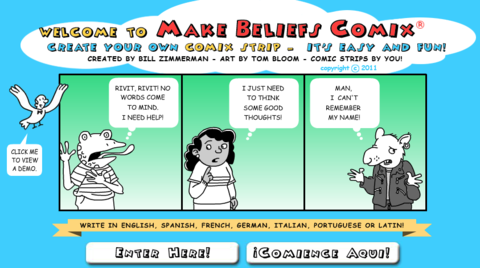 WELCOME TO MAKE BELIEFS COMIX®
CREATE YOUR OWN COMIX STRIP - IT'S EASY AND FUN!
CREATED BY BILL ZIMMERMAN - ART BY TOM BLOOM - COMIC STRIPS BY YOU!
copyright © 2011
RIVIT, RIVIT! NO
WORDS COME
TO MIND.
I NEED HELP!
I JUST NEED
TO THINK
SOME GOOD
THOUGHTS!
MAN,
I CAN'T
REMEMBER
MY NAME!
CLICK ME
TO VIEW
A DEMO.
WRITE IN ENGLISH, SPANISH, FRENCH, GERMAN, ITALIAN, PORTUGUESE OR LATIN!
ENTER HERE!
¡COMIENCE AQUI!